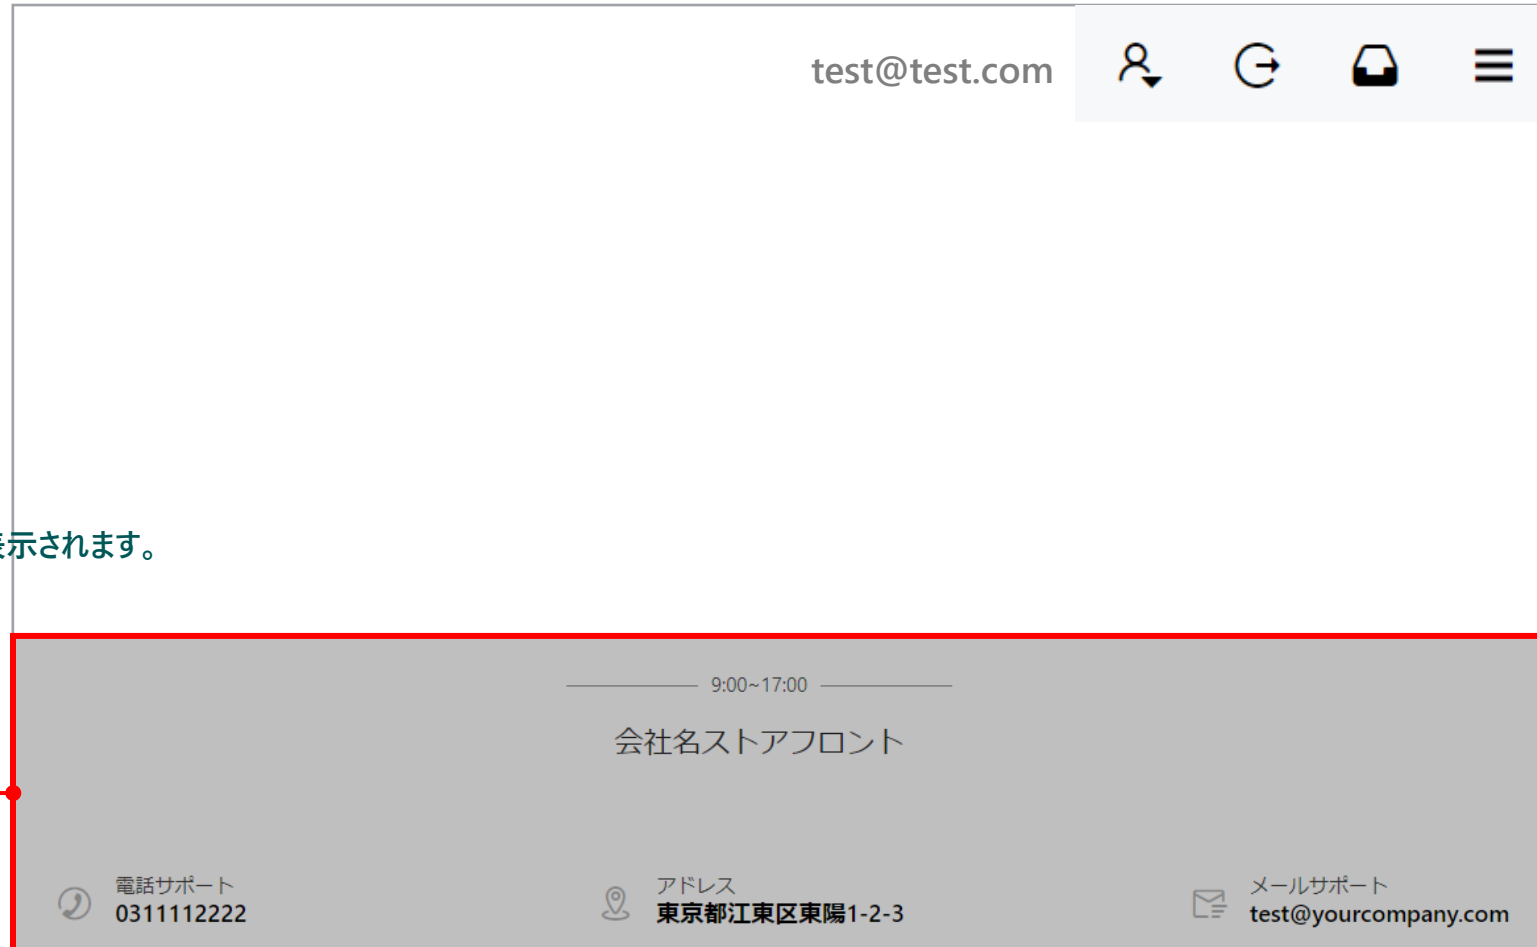 test@test.com
示されます。
9:00~17:00
会社名ストアフロント
電話サポート
0311112222
アドレス
東京都江東区東陽1-2-3
メールサポート
test@yourcompany.com